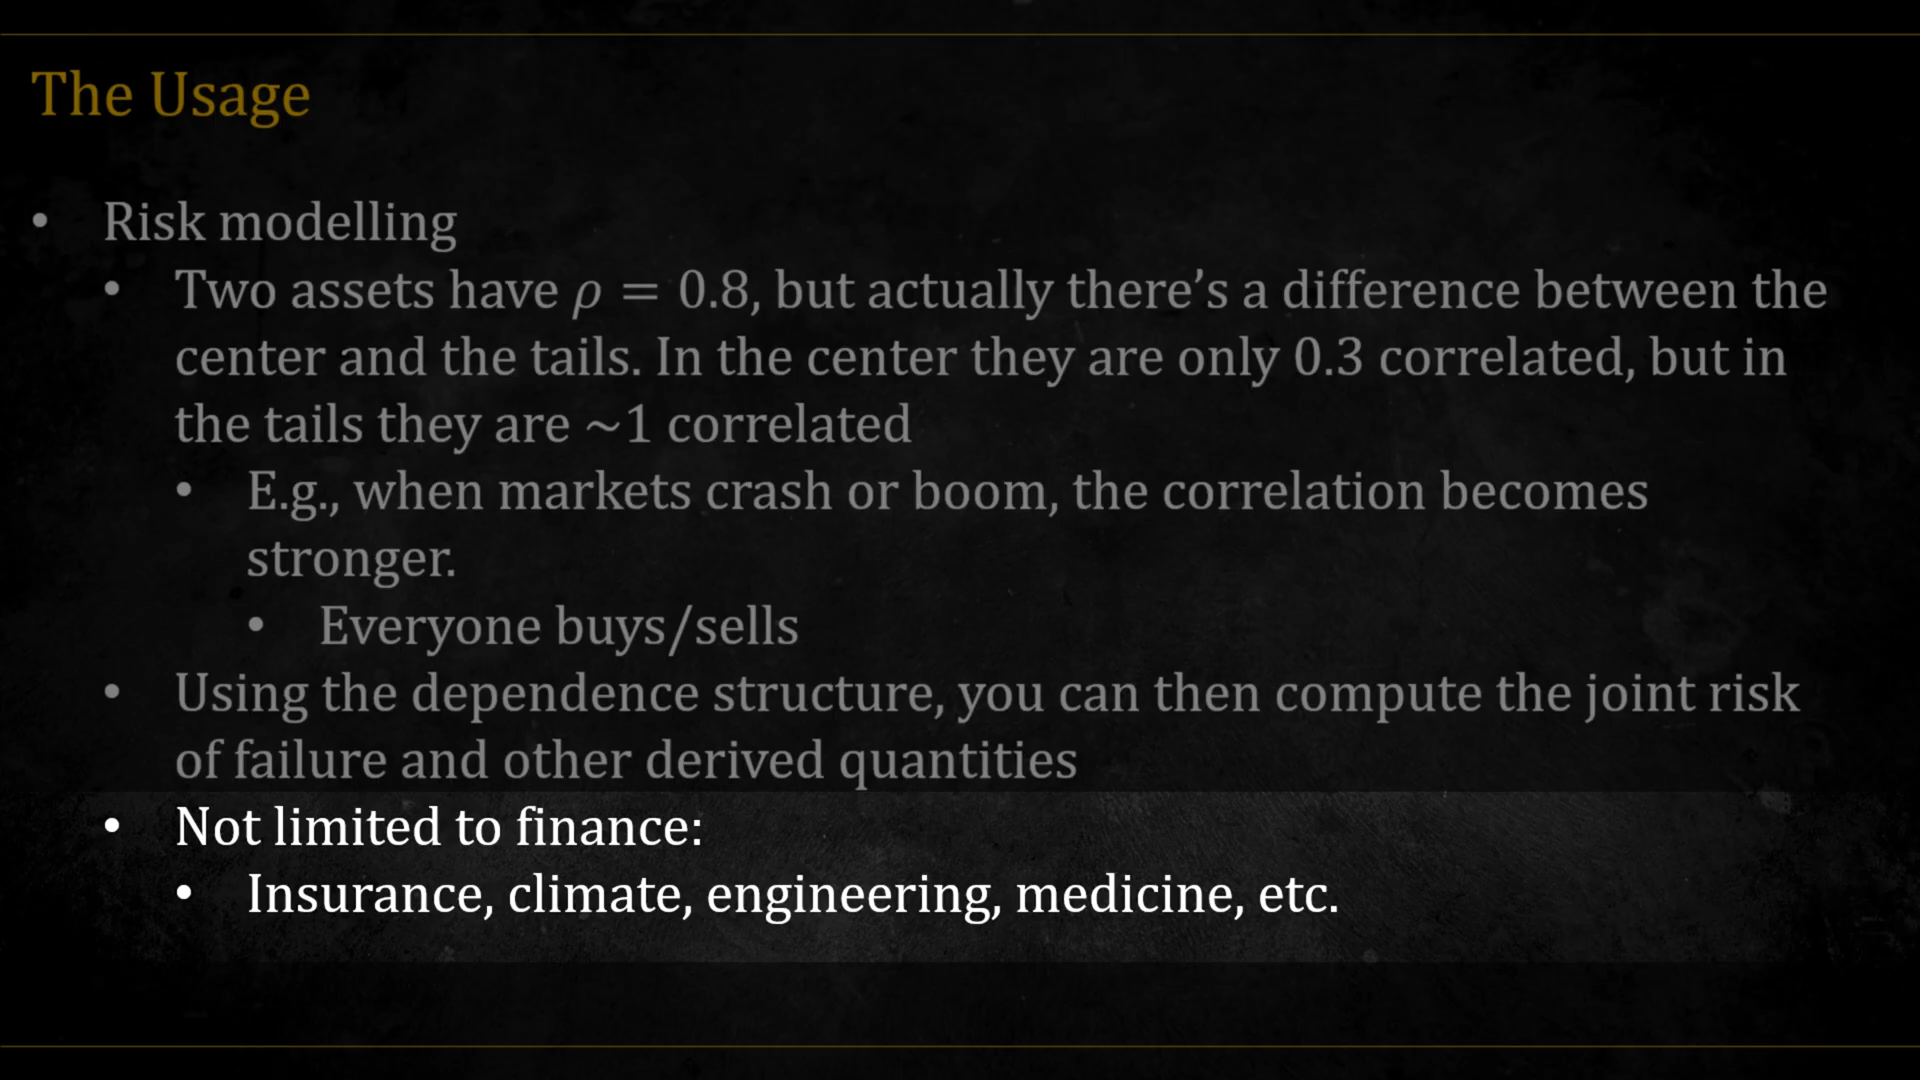 The Usage
• Risk modelling
• Two assets have ρ = 0.8, but actually there’s a difference between the
center and the tails. In the center they are only 0.3 correlated, but in
the tails they are ~1 correlated
• E.g., when markets crash or boom, the correlation becomes
stronger.
• Everyone buys/sells
• Using the dependence structure, you can then compute the joint risk
of failure and other derived quantities
• Not limited to finance:
• Insurance, climate, engineering, medicine, etc.